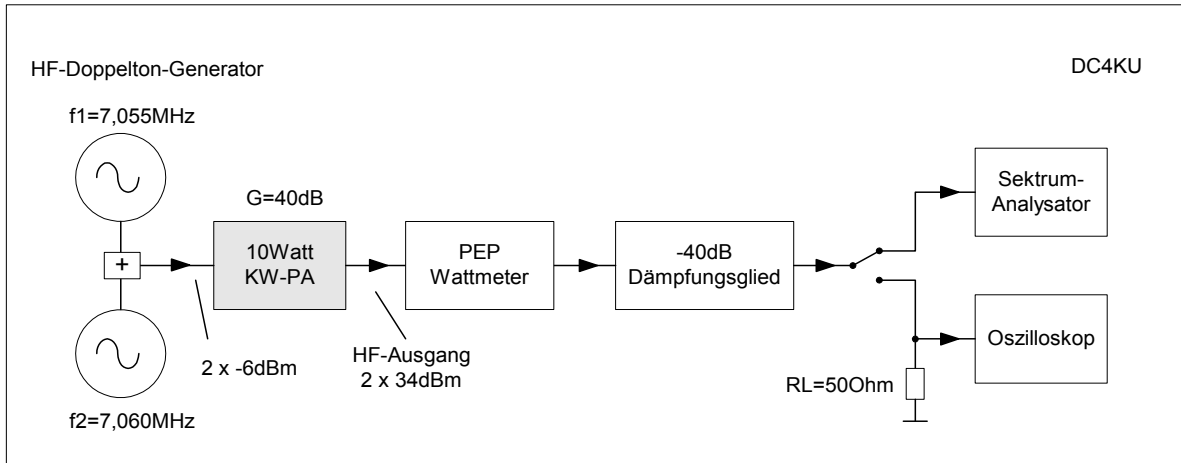 HF-Doppelton-Generator
DC4KU
f1=7,055MHz
G=40dB
10Watt
KW-PA
PEP
Wattmeter
-40dB
Dämpfungsglied
Sektrum-
Analysator
+
2 x -6dBm
HF-Ausgang
2 x 34dBm
Oszilloskop
RL=50Ohm
f2=7,060MHz